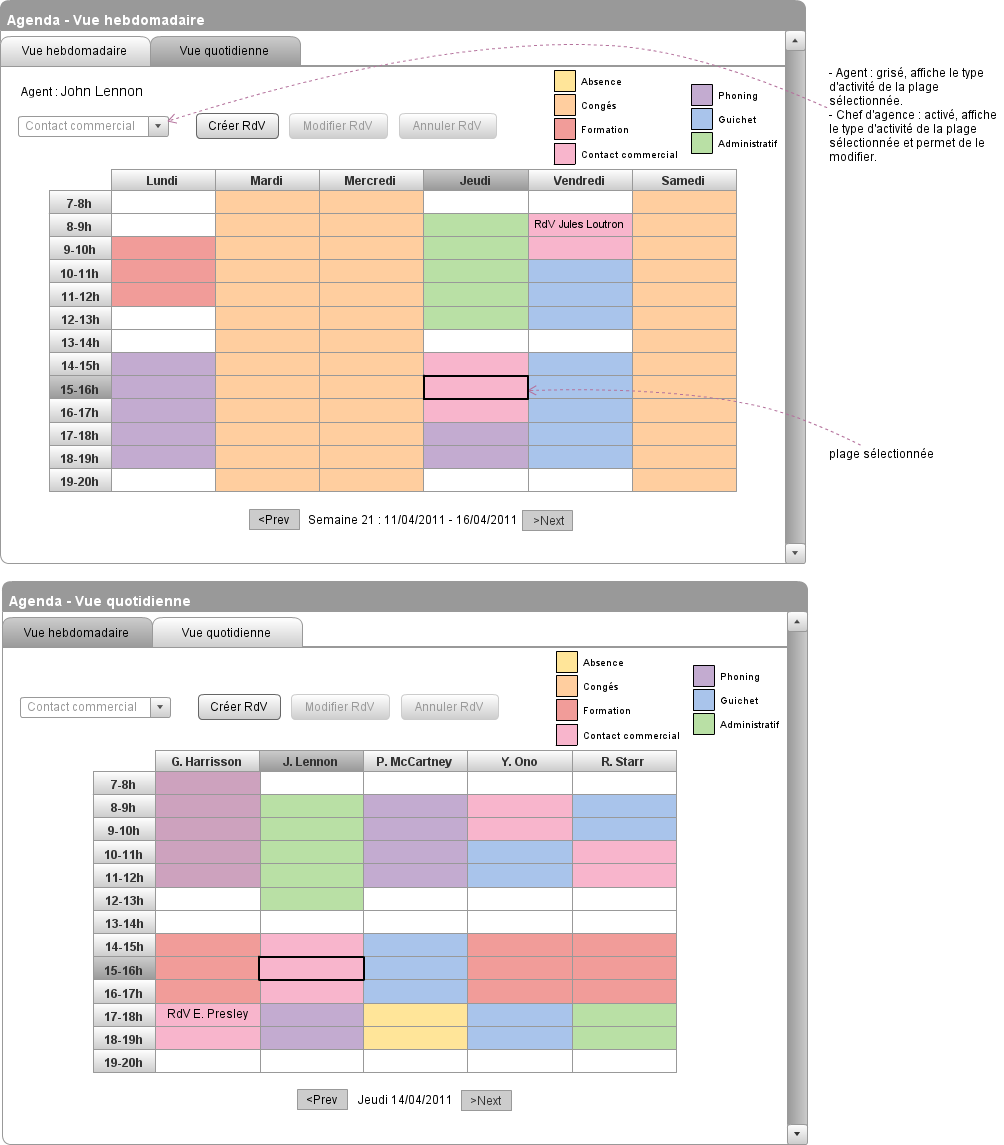 Agenda - Vue hebdomadaire
Vue hebdomadaire
Vue quotidienne
Agent : John Lennon
Contact commercial
Créer RdV
Modifier RdV
Annuler RdV
Absence
Congés
Formation
Contact commercial
Phoning
Guichet
Administratif
- Agent : grisé, affiche le type
d'activité de la plage
sélectionnée.
- Chef d'agence : activé, affiche
le type d'activité de la plage
sélectionnée et permet de le
modifier.
Lundi Mardi Mercredi Jeudi Vendredi Samedi
7-8h
8-9h RdV Jules Loutron
9-10h
10-11h
11-12h
12-13h
13-14h
14-15h
15-16h
16-17h
17-18h
18-19h
19-20h
plage sélectionnée
<Prev Semaine 21 : 11/04/2011 - 16/04/2011 >Next
Agenda - Vue quotidienne
Vue hebdomadaire
Vue quotidienne
Contact commercial
Créer RdV
Modifier RdV
Annuler RdV
Absence
Congés
Formation
Contact commercial
Phoning
Guichet
Administratif
G. Harrisson J. Lennon P. McCartney Y. Ono R. Starr
7-8h
8-9h
9-10h
10-11h
11-12h
12-13h
13-14h
14-15h
15-16h
16-17h
17-18h RdV E. Presley
18-19h
19-20h
<Prev Jeudi 14/04/2011 >Next